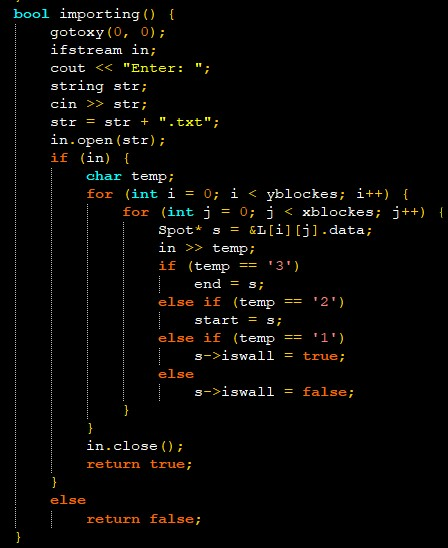 bool importing() {
    gotoxy(0, 0);
    ifstream in;
    cout << "Enter: ";
    string str;
    cin >> str;
    str = str + ".txt";
    in.open(str);
    if (in) {
        char temp;
        for (int i = 0; i < yblockes; i++) {
            for (int j = 0; j < xblockes; j++) {
                Spot* s = &L[i][j].data;
                in >> temp;
                if (temp == '3')
                    end = s;
                else if (temp == '2')
                    start = s;
                else if (temp == '1')
                    s->iswall = true;
                else
                    s->iswall = false;
            }
        }
        in.close();
        return true;
    }
    else
        return false;
}